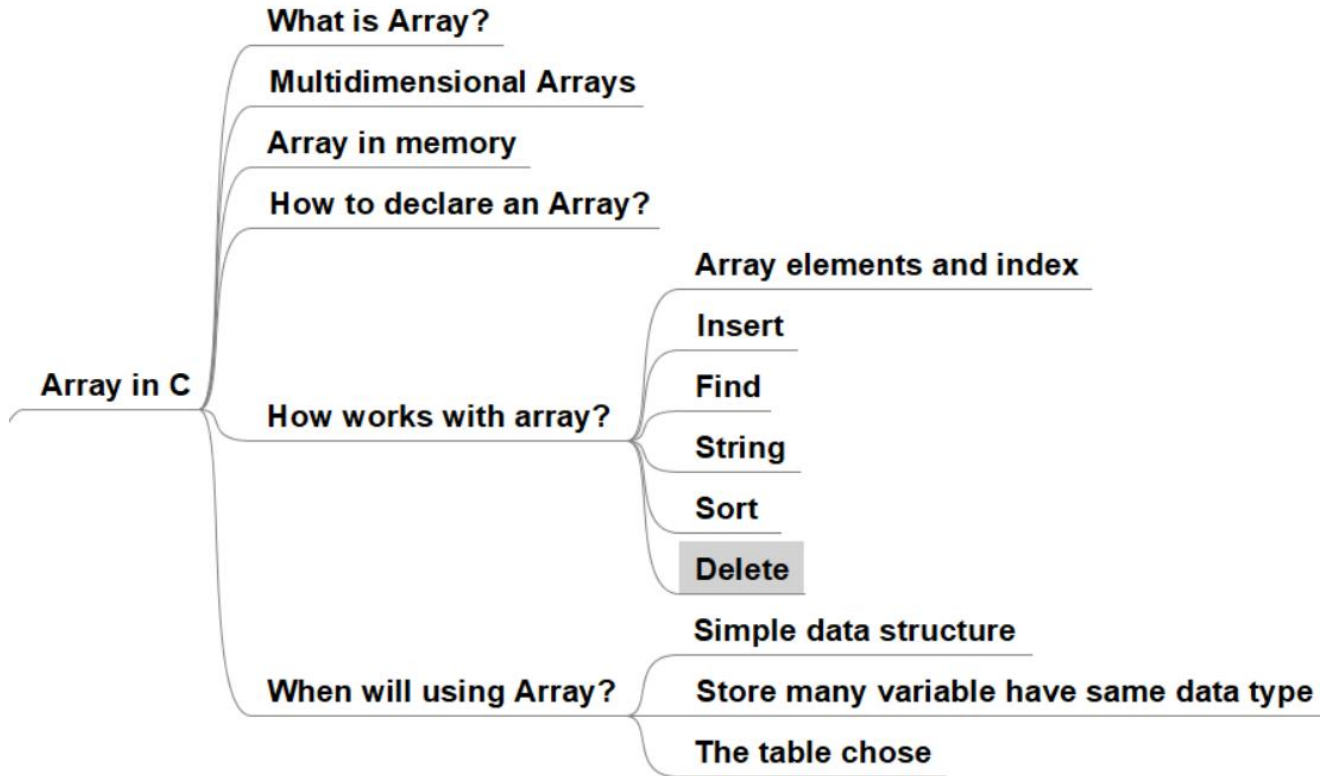 What is Array?
Multidimensional Arrays
Array in memory
How to declare an Array?
Array in C
How works with array?
Array elements and index
Insert
Find
String
Sort
Delete
When will using Array?
Simple data structure
Store many variable have same data type
The table chose